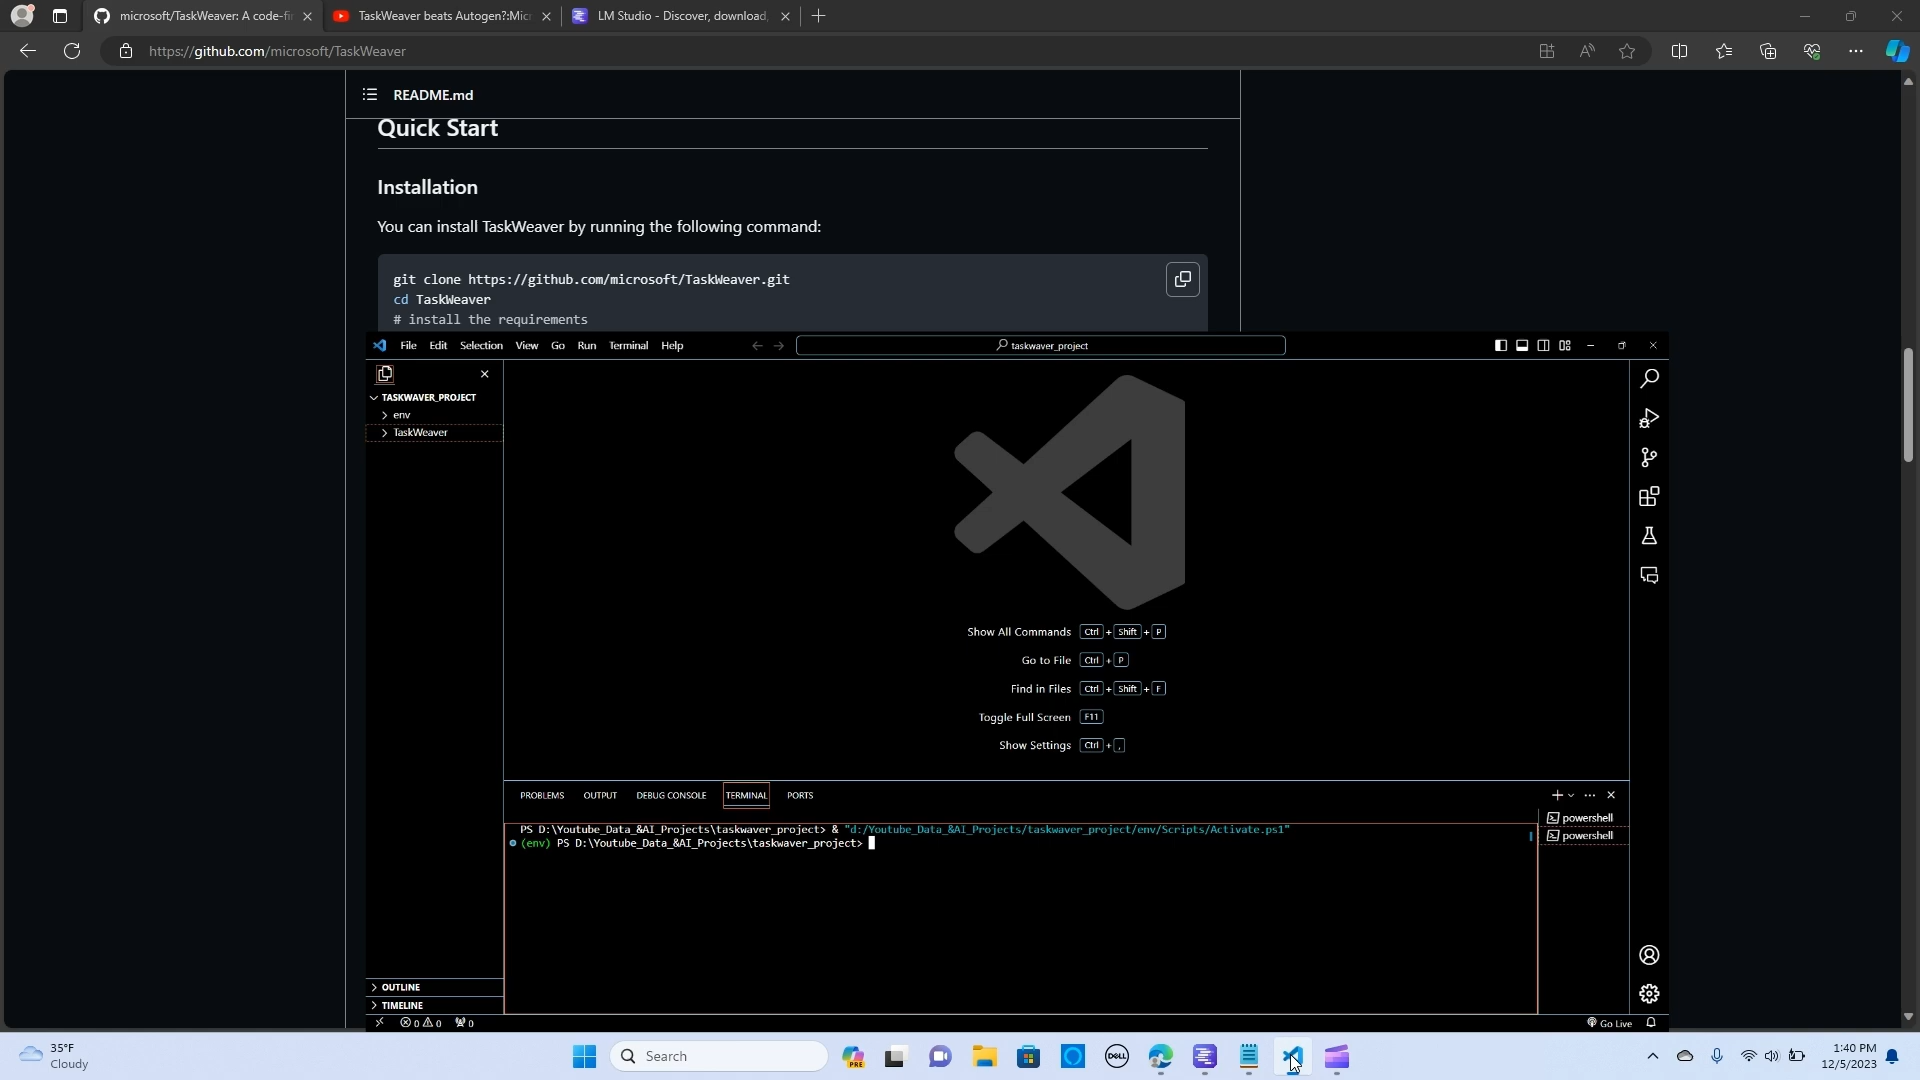 microsoft/TaskWeaver: A code-fi
TaskWeaver beats Autogen?:Mic
LM Studio - Discover, download,
https://github.com/microsoft/TaskWeaver
README.md
Quick Start
Installation
You can install TaskWeaver by running the following command:
git clone https://github.com/microsoft/TaskWeaver.git
cd TaskWeaver
# install the requirements
File Edit Selection View Go Run Terminal Help
taskwaver_project
TASKWAVER_PROJECT
env
TaskWeaver
Show All Commands Ctrl + Shift + P
Go to File Ctrl + P
Find in Files Ctrl + Shift + F
Toggle Full Screen F11
Show Settings Ctrl + ,
PROBLEMS OUTPUT DEBUG CONSOLE TERMINAL PORTS
PS D:\Youtube_Data_&AI_Projects\taskwaver_project> & "d:/Youtube_Data_&AI_Projects/taskwaver_project/env/Scripts/Activate.ps1"
(env) PS D:\Youtube_Data_&AI_Projects\taskwaver_project>
powershell
powershell
OUTLINE
TIMELINE
0 0 0
Go Live
35°F
Cloudy
Search
PRE
DELL
1:40 PM
12/5/2023